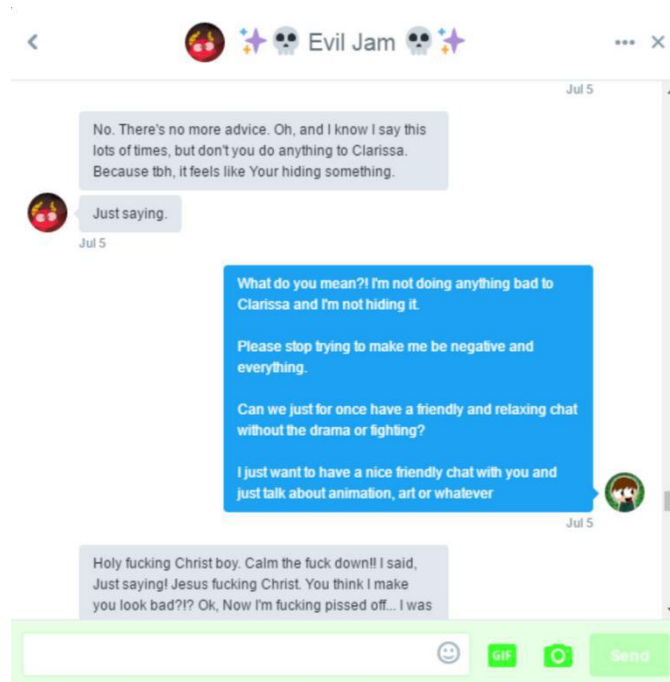 Evil Jam
Jul 5
No. There's no more advice. Oh, and I know I say this
lots of times, but don't you do anything to Clarissa.
Because tbh, it feels like Your hiding something.
Just saying.
Jul 5
What do you mean?! I'm not doing anything bad to
Clarissa and I'm not hiding it.
Please stop trying to make me be negative and
everything.
Can we just for once have a friendly and relaxing chat
without the drama or fighting?
I just want to have a nice friendly chat with you and
just talk about animation, art or whatever
Jul 5
Holy fucking Christ boy. Calm the fuck down!! I said,
Just saying! Jesus fucking Christ. You think I make
you look bad?!? Ok, Now I'm fucking pissed off... I was
GIF
Send